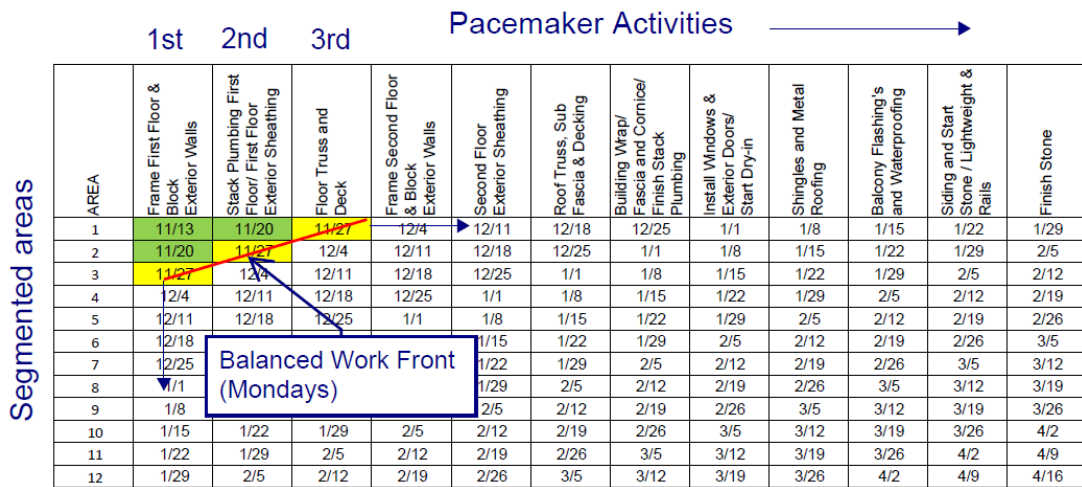 Pacemaker Activities
1st 2nd 3rd
Segmented areas
AREA
Frame First Floor &
Block
Exterior Walls
Stack Plumbing First
Floor/ First Floor
Exterior Sheathing
Floor Truss and
Deck
Frame Second Floor
& Block
Exterior Walls
Second Floor
Exterior Sheathing
Roof Truss, Sub
Fascia & Decking
Building Wrap/
Fascia and Cornice/
Finish Stack
Plumbing
Install Windows &
Exterior Doors/
Start Dry-in
Shingles and Metal
Roofing
Balcony Flashing's
and Waterproofing
Siding and Start
Stone / Lightweight &
Rails
Finish Stone
1 11/13 11/20 11/27 12/4 12/11 12/18 12/25 1/1 1/8 1/15 1/22 1/29
2 11/20 11/27 12/4 12/11 12/18 12/25 1/1 1/8 1/15 1/22 1/29 2/5
3 11/27 12/4 12/11 12/18 12/25 1/1 1/8 1/15 1/22 1/29 2/5 2/12
4 12/4 12/11 12/18 12/25 1/1 1/8 1/15 1/22 1/29 2/5 2/12 2/19
5 12/11 12/18 12/25 1/1 1/8 1/15 1/22 1/29 2/5 2/12 2/19 2/26
6 12/18 1/15 1/22 1/29 2/5 2/12 2/19 2/26 3/5
7 12/25 1/22 1/29 2/5 2/12 2/19 2/26 3/5 3/12
8 1/1 1/29 2/5 2/12 2/19 2/26 3/5 3/12 3/19
9 1/8 2/5 2/12 2/19 2/26 3/5 3/12 3/19 3/26
Balanced Work Front
(Mondays)
10 1/15 1/22 1/29 2/5 2/12 2/19 2/26 3/5 3/12 3/19 3/26 4/2
11 1/22 1/29 2/5 2/12 2/19 2/26 3/5 3/12 3/19 3/26 4/2 4/9
12 1/29 2/5 2/12 2/19 2/26 3/5 3/12 3/19 3/26 4/2 4/9 4/16